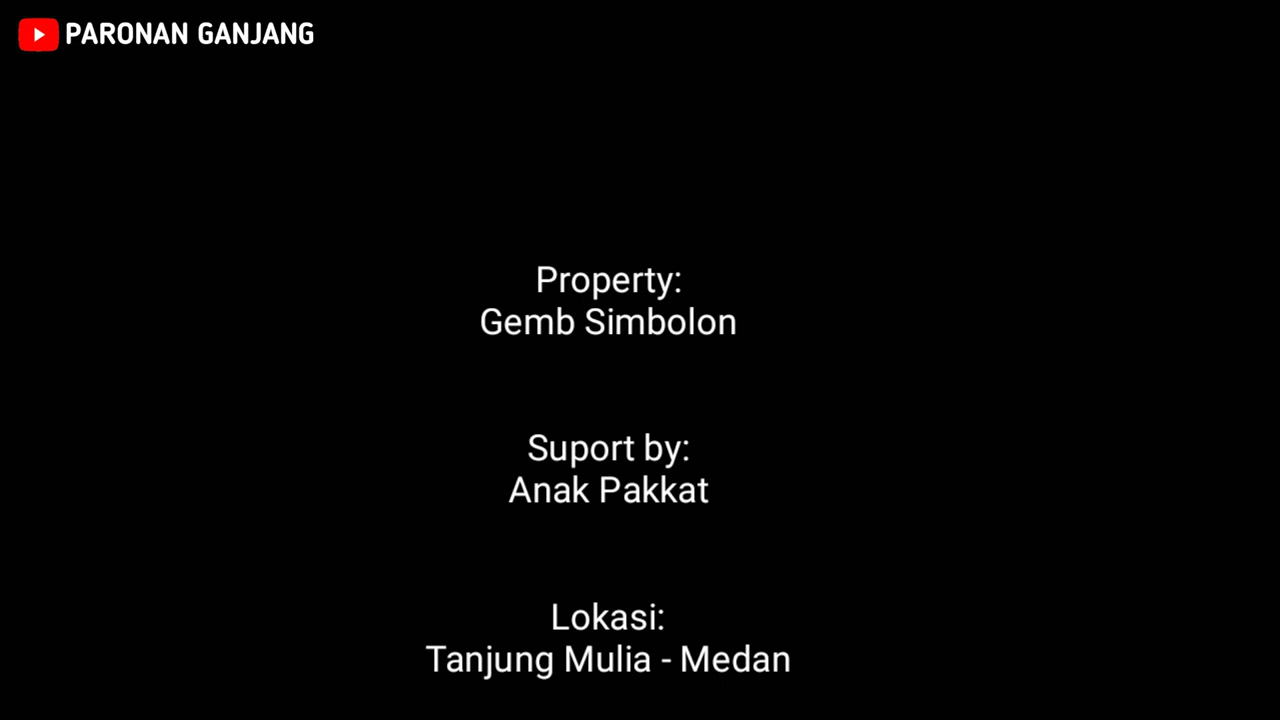 PARONAN GANJANG
Property:
Gemb Simbolon
Suport by:
Anak Pakkat
Lokasi:
Tanjung Mulia - Medan